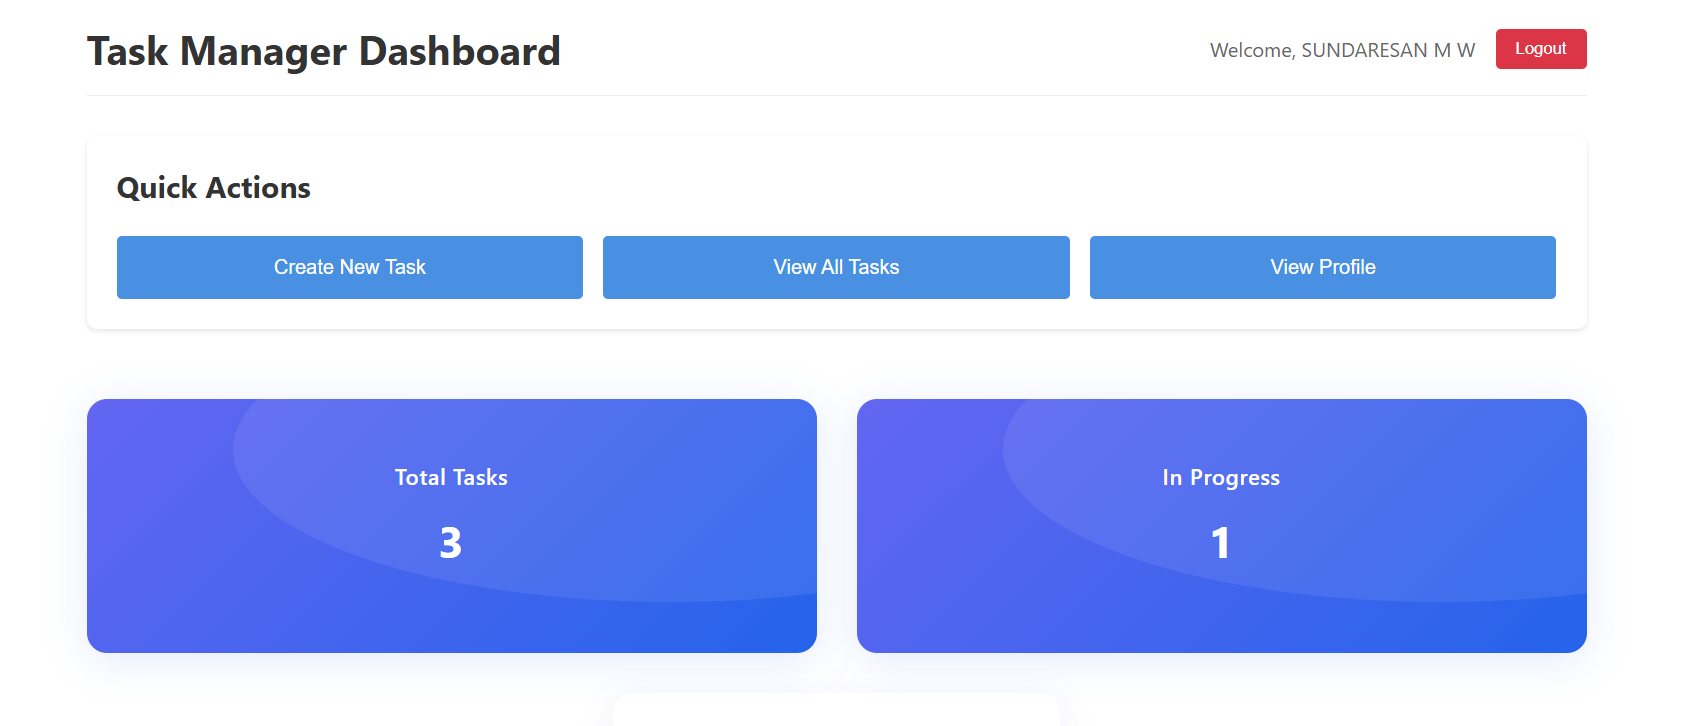 Task Manager Dashboard
Welcome, SUNDARESAN M W
Logout
Quick Actions
Create New Task
View All Tasks
View Profile
Total Tasks
3
In Progress
1